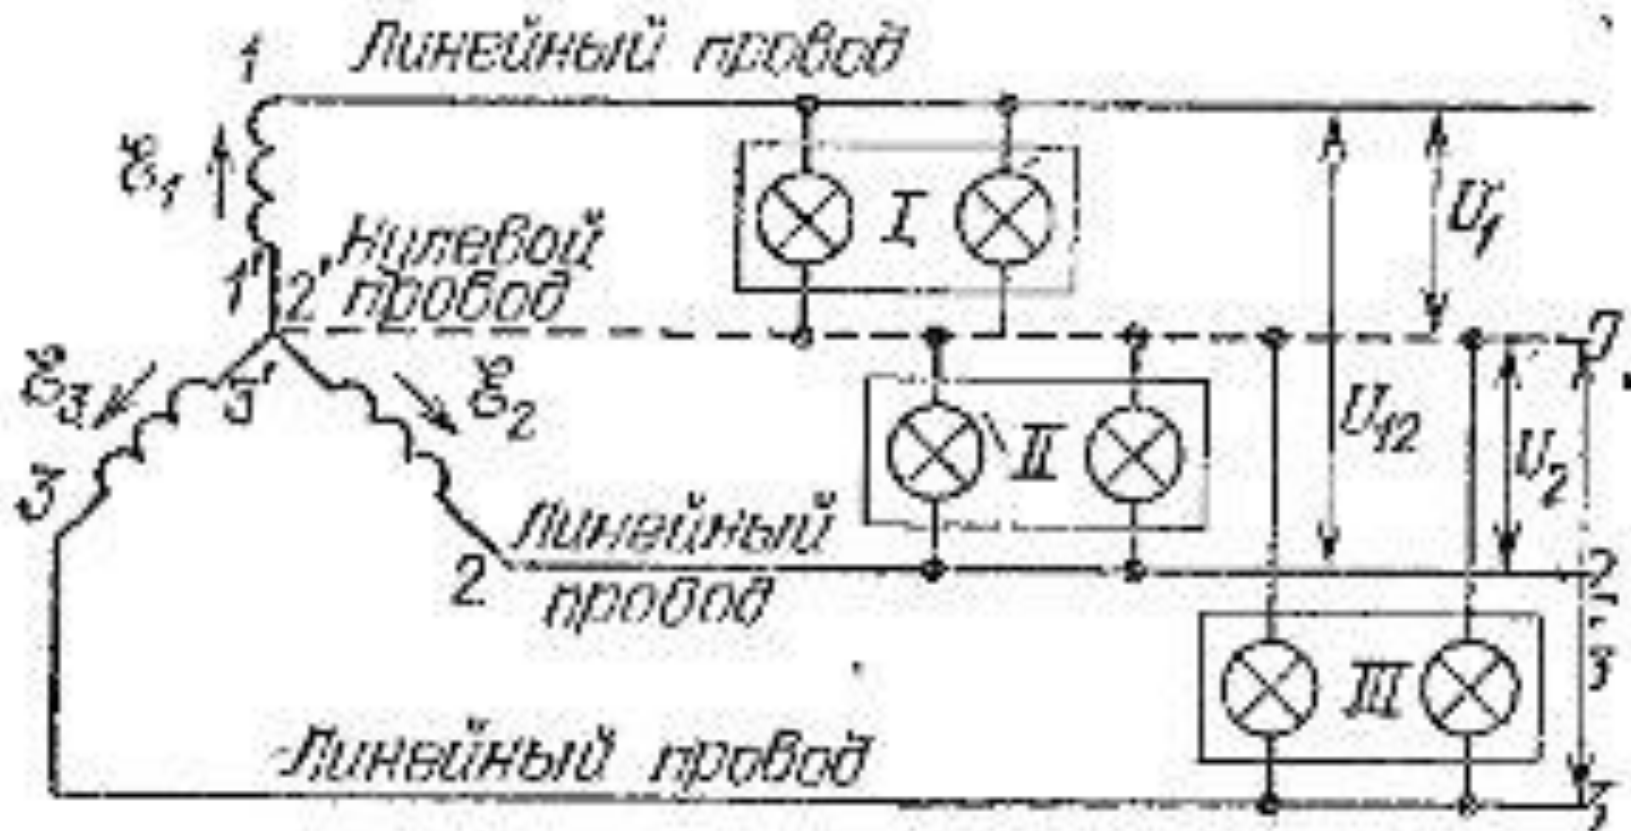 1 Линейный провод
ℰ₁
I
U₁
Нулевой
1' 2' провод
0
ℰ₃ 3' ℰ₂
II
U₁₂
U₂
3
Линейный
2 провод
2
III
Линейный провод
3